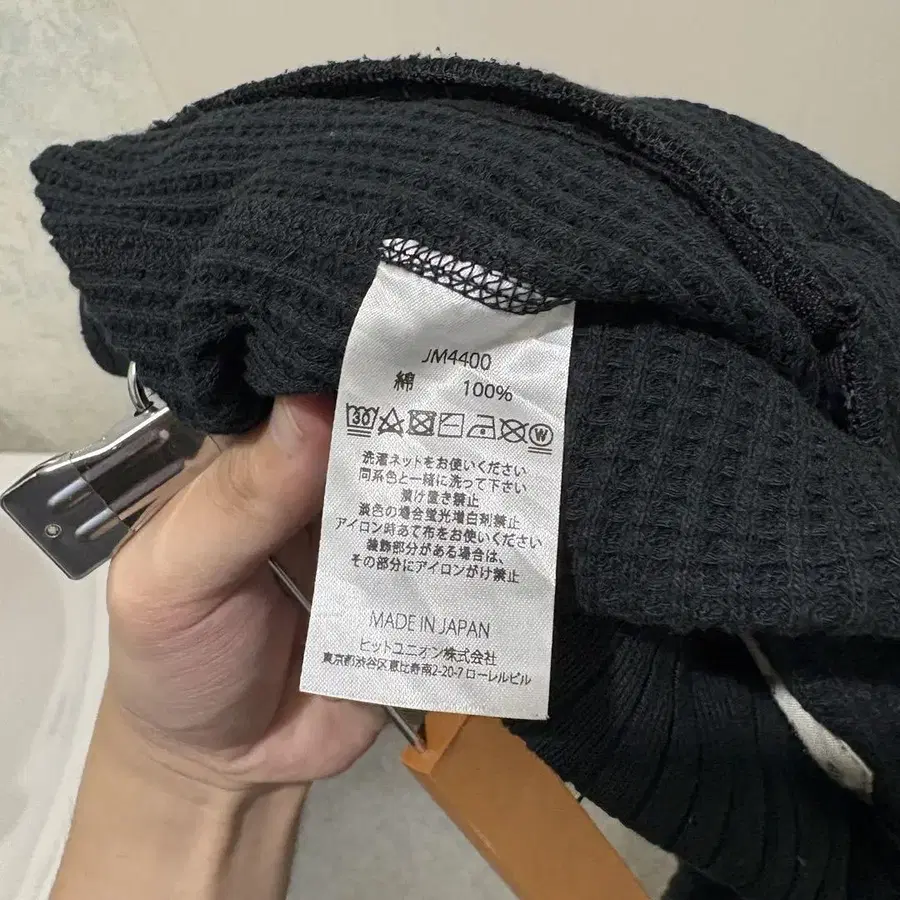 JM4400
綿 100%
30 W
洗濯ネットをお使いください
同系色と一緒に洗って下さい
漬け置き禁止
淡色の場合蛍光増白剤禁止
アイロン時あて布をお使いください
装飾部分がある場合は、
その部分にアイロンがけ禁止
MADE IN JAPAN
ヒットユニオン株式会社
東京都渋谷区恵比寿南2-20-7 ローレルビル